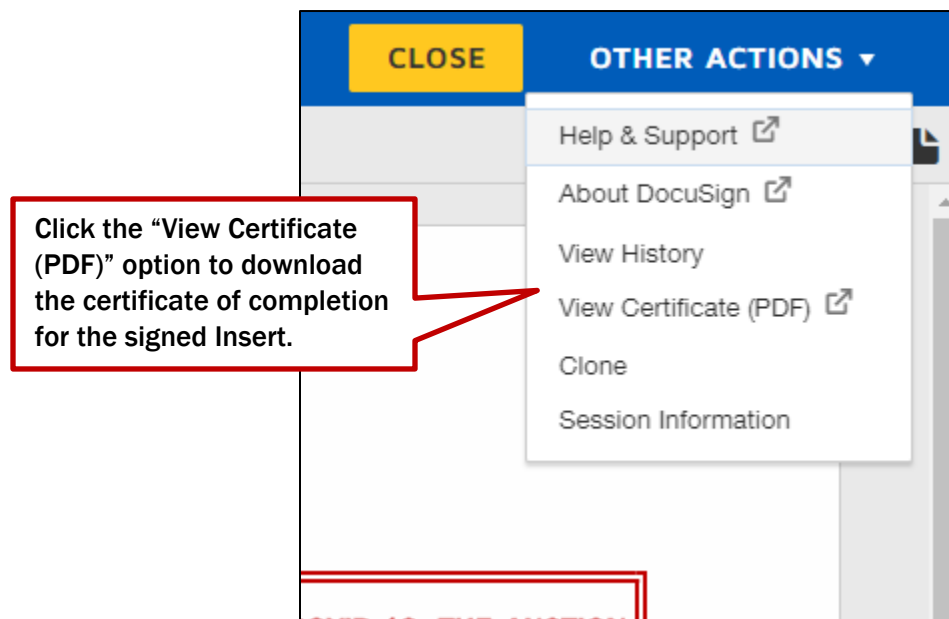 CLOSE
OTHER ACTIONS
Help & Support
About DocuSign
View History
View Certificate (PDF)
Clone
Session Information
Click the “View Certificate
(PDF)” option to download
the certificate of completion
for the signed Insert.